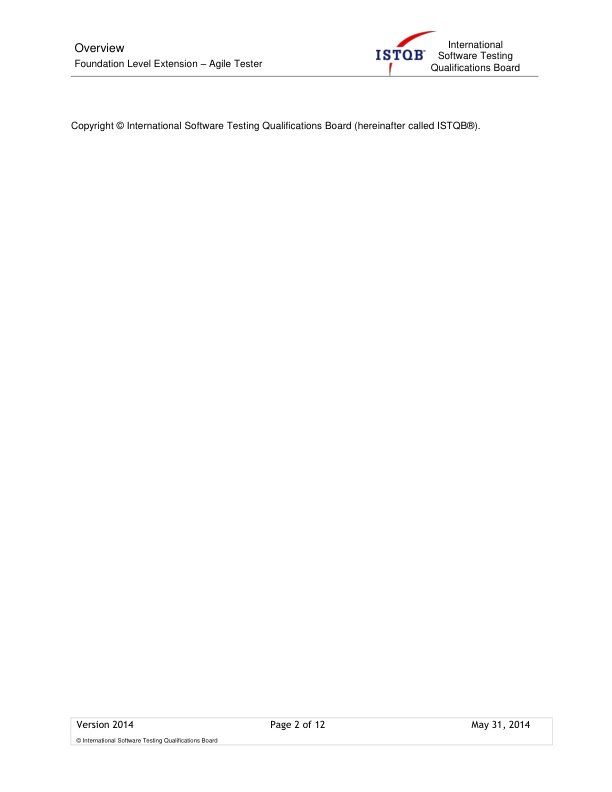 Overview
Foundation Level Extension – Agile Tester
ISTQB®
International
Software Testing
Qualifications Board
Copyright © International Software Testing Qualifications Board (hereinafter called ISTQB®).
Version 2014 Page 2 of 12 May 31, 2014
© International Software Testing Qualifications Board